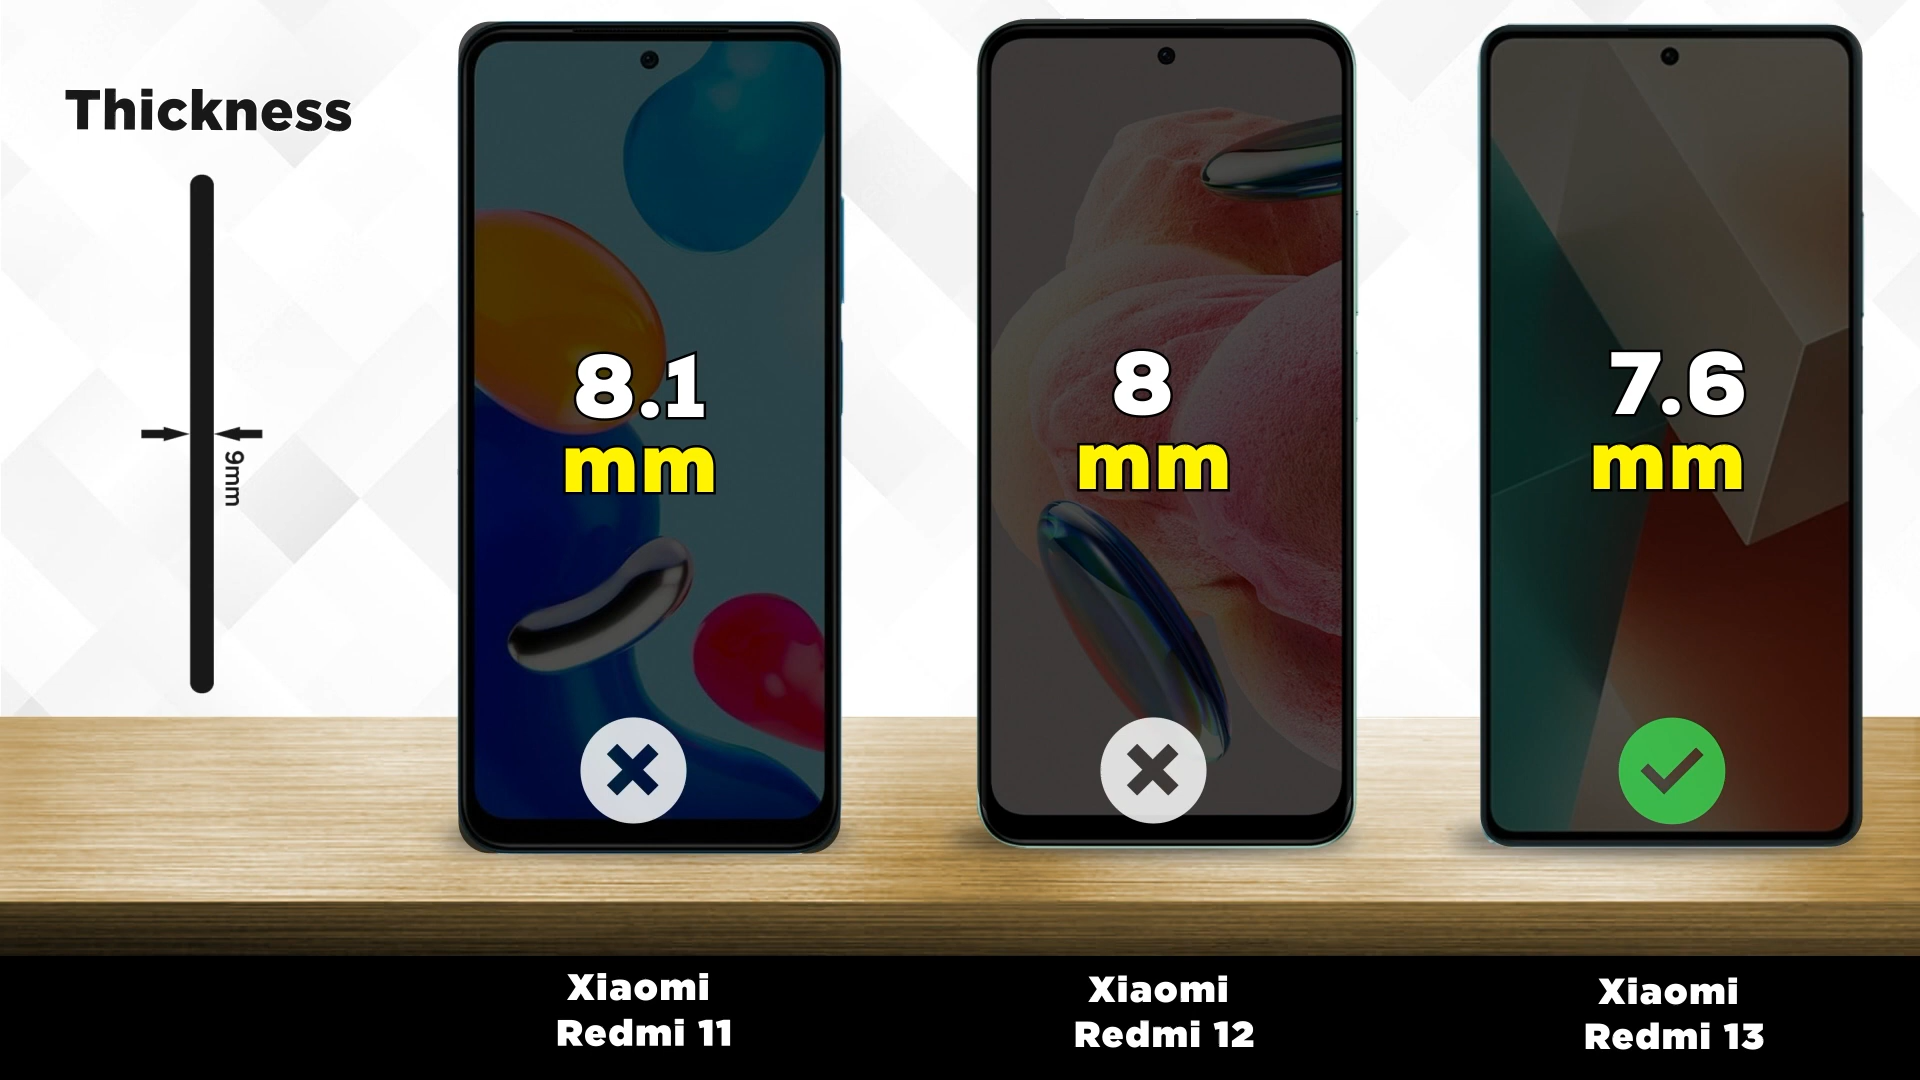 Thickness
9mm
8.1
mm
8
mm
7.6
mm
Xiaomi
Redmi 11
Xiaomi
Redmi 12
Xiaomi
Redmi 13